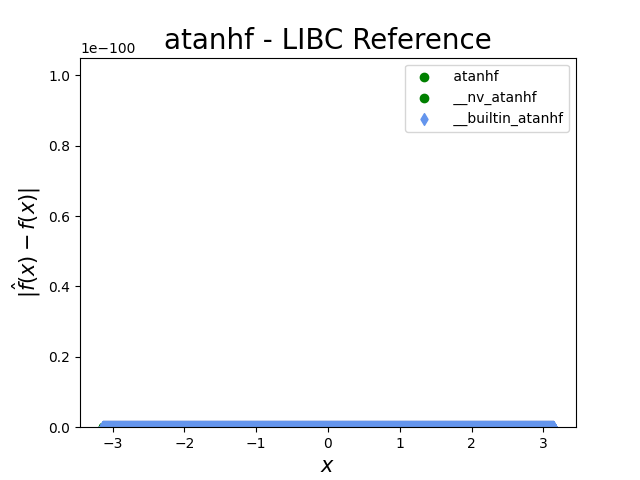 atanhf - LIBC Reference
1e−100
1.0
0.8
0.6
0.4
0.2
0.0
|f̂(x) − f(x)|
atanhf
__nv_atanhf
__builtin_atanhf
−3
−2
−1
0
1
2
3
x